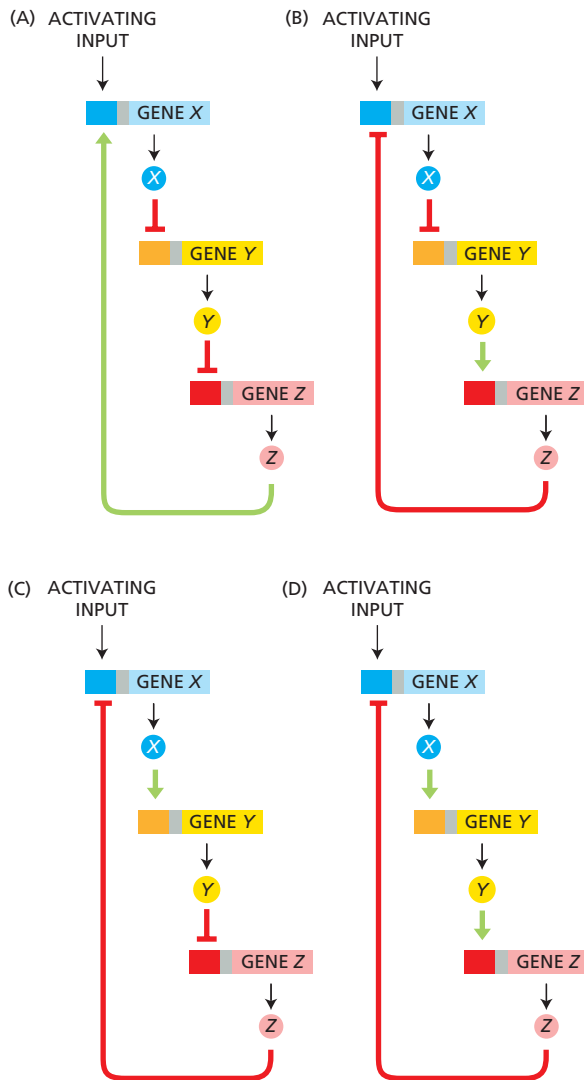 (A) ACTIVATING
INPUT
GENE X
X
GENE Y
Y
GENE Z
Z
(B) ACTIVATING
INPUT
GENE X
X
GENE Y
Y
GENE Z
Z
(C) ACTIVATING
INPUT
GENE X
X
GENE Y
Y
GENE Z
Z
(D) ACTIVATING
INPUT
GENE X
X
GENE Y
Y
GENE Z
Z